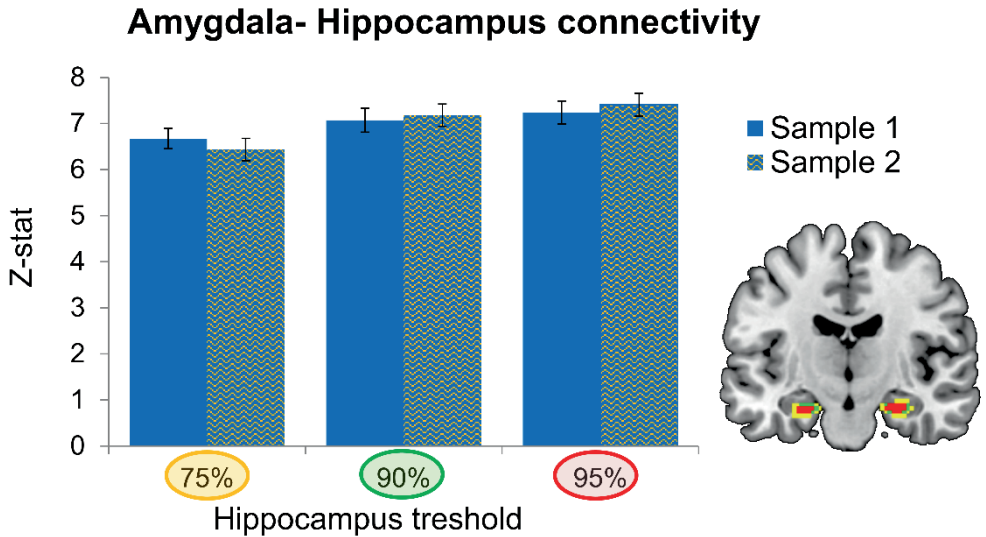 Amygdala- Hippocampus connectivity
8
7
6
5
4
3
2
1
0
Z-stat
Sample 1
Sample 2
75%
90%
95%
Hippocampus treshold